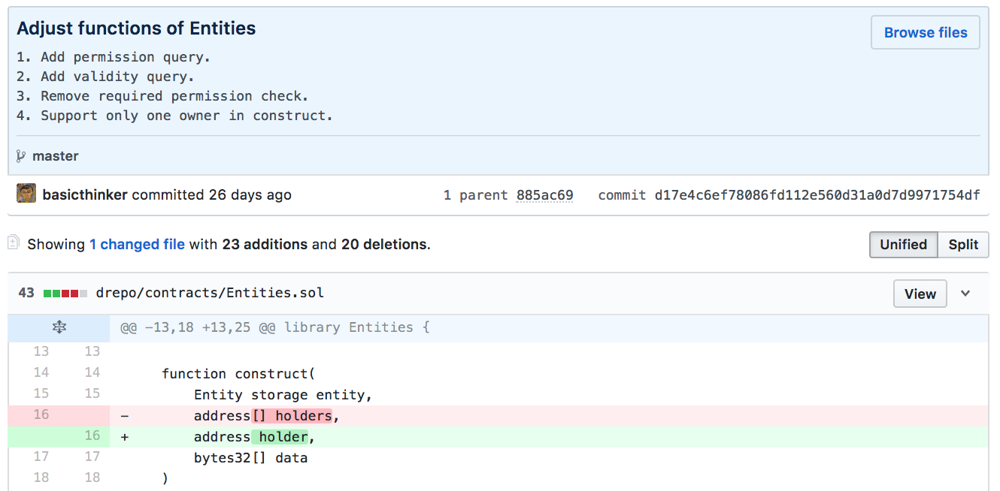 Adjust functions of Entities
Browse files
1. Add permission query.
2. Add validity query.
3. Remove required permission check.
4. Support only one owner in construct.
master
basicthinker committed 26 days ago 1 parent 885ac69 commit d17e4c6ef78086fd112e560d31a0d7d9971754df
Showing 1 changed file with 23 additions and 20 deletions. Unified Split
43 drepo/contracts/Entities.sol View
@@ -13,18 +13,25 @@ library Entities {
13 13
14 14 function construct(
15 15 Entity storage entity,
16 - address[] holders,
16 + address holder,
17 17 bytes32[] data
18 18 )